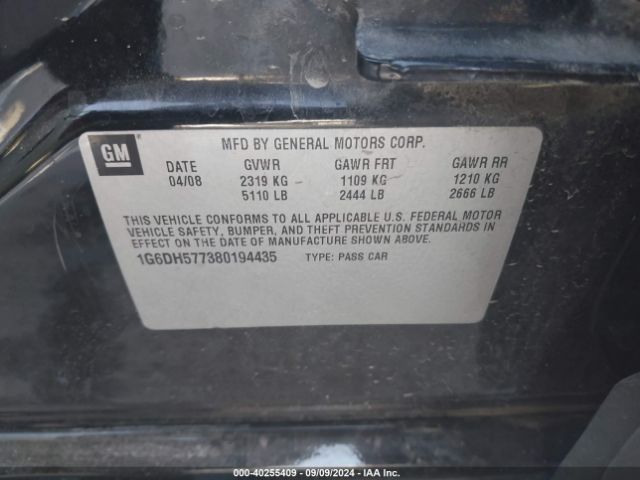 GM
MFD BY GENERAL MOTORS CORP.
DATE GVWR GAWR FRT GAWR RR
04/08 2319 KG 1109 KG 1210 KG
5110 LB 2444 LB 2666 LB
THIS VEHICLE CONFORMS TO ALL APPLICABLE U.S. FEDERAL MOTOR
VEHICLE SAFETY, BUMPER, AND THEFT PREVENTION STANDARDS IN
EFFECT ON THE DATE OF MANUFACTURE SHOWN ABOVE.
1G6DH577380194435 TYPE: PASS CAR
000-40255409 - 09/09/2024 - IAA Inc.